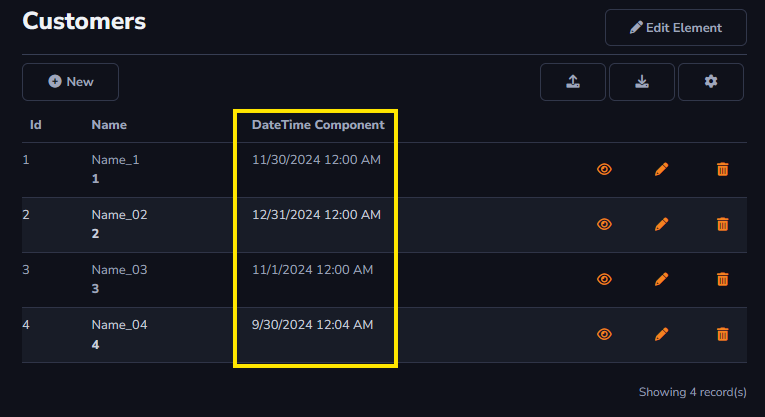 Customers
Edit Element
New
Id Name DateTime Component
1 Name_1 11/30/2024 12:00 AM
1
2 Name_02 12/31/2024 12:00 AM
2
3 Name_03 11/1/2024 12:00 AM
3
4 Name_04 9/30/2024 12:04 AM
4
Showing 4 record(s)